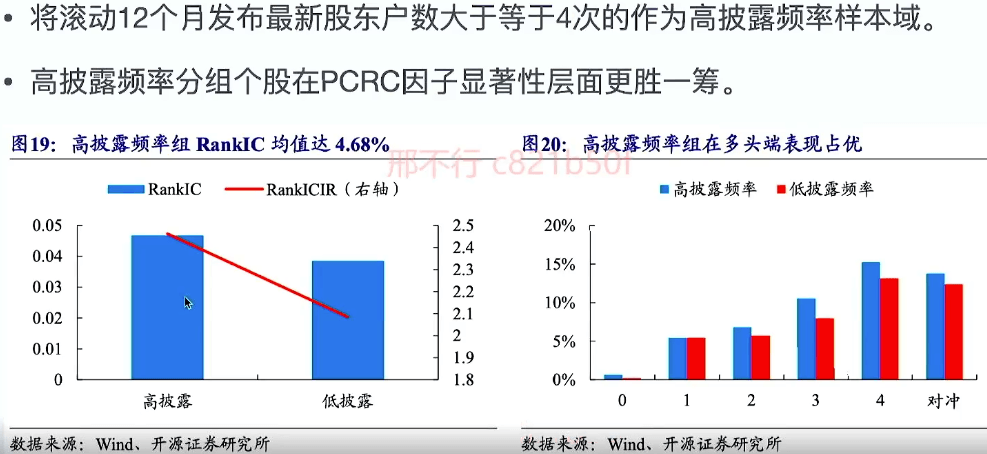 • 将滚动12个月发布最新股东户数大于等于4次的作为高披露频率样本域。
• 高披露频率分组个股在PCRC因子显著性层面更胜一筹。
图19：高披露频率组 RankIC 均值达 4.68%
图20：高披露频率组在多头端表现占优
邢不行 c821b50f
RankIC
RankICIR（右轴）
高披露频率
低披露频率
0.05
0.04
0.03
0.02
0.01
0
2.5
2.4
2.3
2.2
2.1
2
1.9
1.8
高披露
低披露
20%
15%
10%
5%
0%
0
1
2
3
4
对冲
数据来源：Wind、开源证券研究所
数据来源：Wind、开源证券研究所